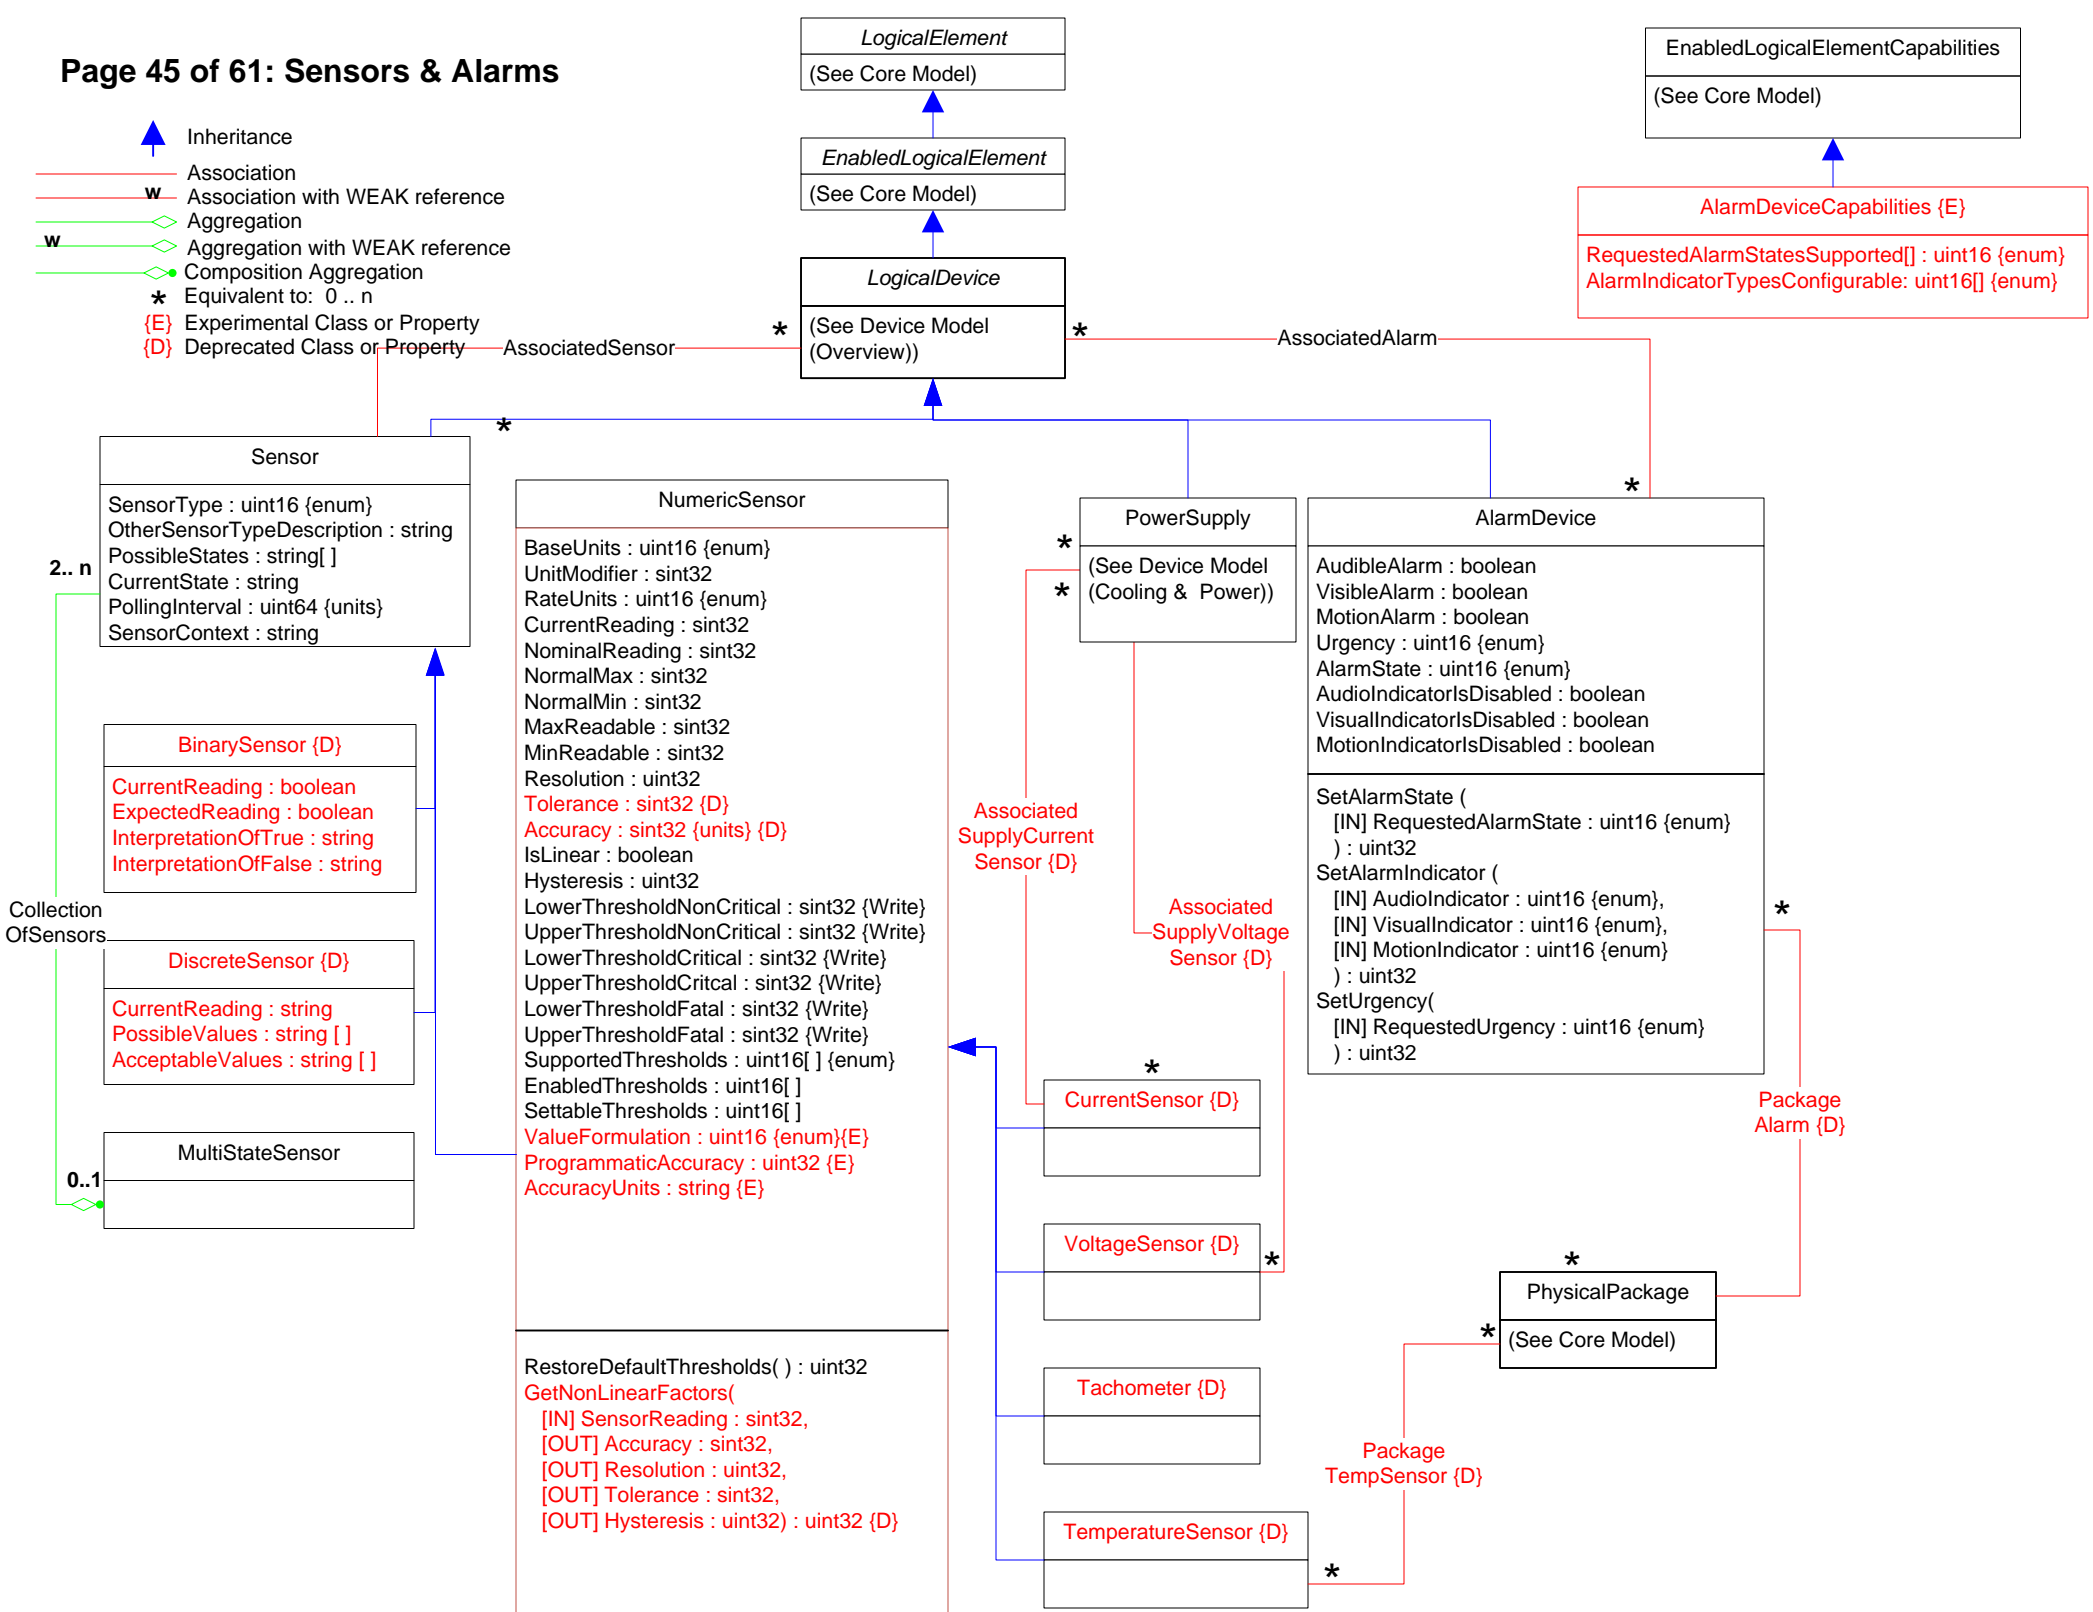 Page 45 of 61: Sensors & Alarms
Inheritance
Association
w
Association with WEAK reference
Aggregation
w
Aggregation with WEAK reference
Composition Aggregation
* Equivalent to: 0 .. n
{E} Experimental Class or Property
{D} Deprecated Class or Property
LogicalElement
(See Core Model)
EnabledLogicalElement
(See Core Model)
LogicalDevice
(See Device Model
(Overview))
EnabledLogicalElementCapabilities
(See Core Model)
AlarmDeviceCapabilities {E}
RequestedAlarmStatesSupported[] : uint16 {enum}
AlarmIndicatorTypesConfigurable: uint16[] {enum}
AssociatedSensor
*
*
AssociatedAlarm
*
*
Sensor
SensorType : uint16 {enum}
OtherSensorTypeDescription : string
PossibleStates : string[ ]
CurrentState : string
PollingInterval : uint64 {units}
SensorContext : string
2.. n
BinarySensor {D}
CurrentReading : boolean
ExpectedReading : boolean
InterpretationOfTrue : string
InterpretationOfFalse : string
Collection
OfSensors
DiscreteSensor {D}
CurrentReading : string
PossibleValues : string [ ]
AcceptableValues : string [ ]
MultiStateSensor
0..1
NumericSensor
BaseUnits : uint16 {enum}
UnitModifier : sint32
RateUnits : uint16 {enum}
CurrentReading : sint32
NominalReading : sint32
NormalMax : sint32
NormalMin : sint32
MaxReadable : sint32
MinReadable : sint32
Resolution : uint32
Tolerance : sint32 {D}
Accuracy : sint32 {units} {D}
IsLinear : boolean
Hysteresis : uint32
LowerThresholdNonCritical : sint32 {Write}
UpperThresholdNonCritical : sint32 {Write}
LowerThresholdCritical : sint32 {Write}
UpperThresholdCritcal : sint32 {Write}
LowerThresholdFatal : sint32 {Write}
UpperThresholdFatal : sint32 {Write}
SupportedThresholds : uint16[ ] {enum}
EnabledThresholds : uint16[ ]
SettableThresholds : uint16[ ]
ValueFormulation : uint16 {enum}{E}
ProgrammaticAccuracy : uint32 {E}
AccuracyUnits : string {E}
RestoreDefaultThresholds( ) : uint32
GetNonLinearFactors(
[IN] SensorReading : sint32,
[OUT] Accuracy : sint32,
[OUT] Resolution : uint32,
[OUT] Tolerance : sint32,
[OUT] Hysteresis : uint32) : uint32 {D}
PowerSupply
(See Device Model
(Cooling & Power))
*
*
Associated
SupplyCurrent
Sensor {D}
Associated
SupplyVoltage
Sensor {D}
*
CurrentSensor {D}
VoltageSensor {D}
*
Tachometer {D}
TemperatureSensor {D}
*
AlarmDevice
AudibleAlarm : boolean
VisibleAlarm : boolean
MotionAlarm : boolean
Urgency : uint16 {enum}
AlarmState : uint16 {enum}
AudioIndicatorIsDisabled : boolean
VisualIndicatorIsDisabled : boolean
MotionIndicatorIsDisabled : boolean
SetAlarmState (
[IN] RequestedAlarmState : uint16 {enum}
) : uint32
SetAlarmIndicator (
[IN] AudioIndicator : uint16 {enum},
[IN] VisualIndicator : uint16 {enum},
[IN] MotionIndicator : uint16 {enum}
) : uint32
SetUrgency(
[IN] RequestedUrgency : uint16 {enum}
) : uint32
*
Package
Alarm {D}
*
PhysicalPackage
(See Core Model)
*
Package
TempSensor {D}